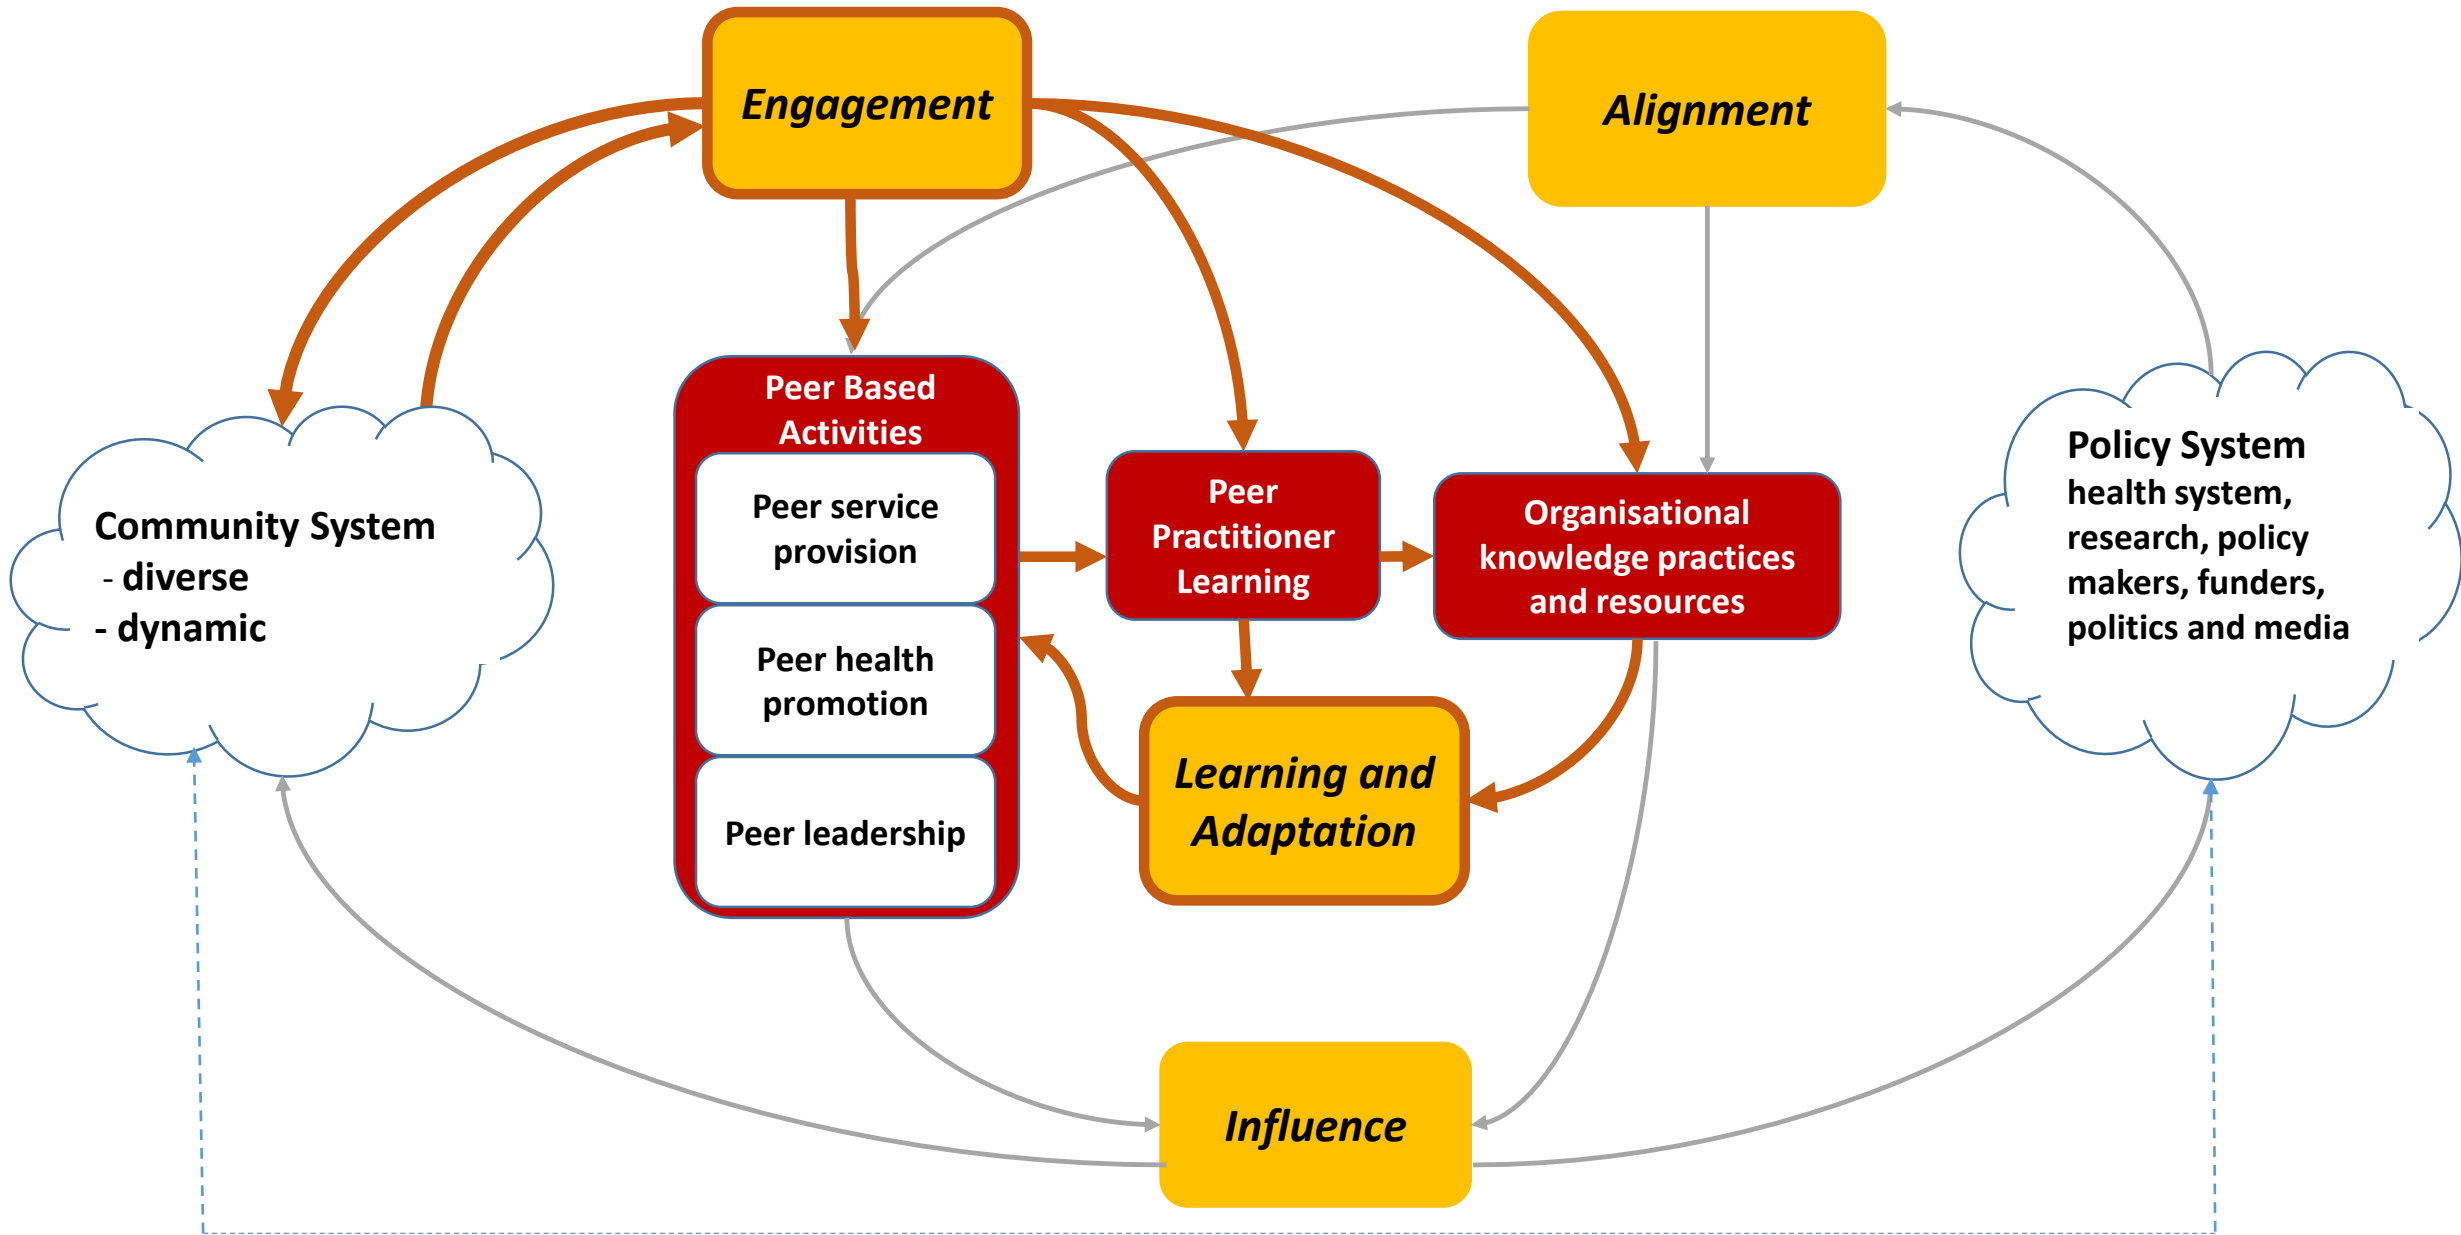 Engagement
Alignment
Peer Based
Activities
Peer service
provision
Peer health
promotion
Peer leadership
Peer
Practitioner
Learning
Organisational
knowledge practices
and resources
Community System
- diverse
- dynamic
Policy System
health system,
research, policy
makers, funders,
politics and media
Learning and
Adaptation
Influence